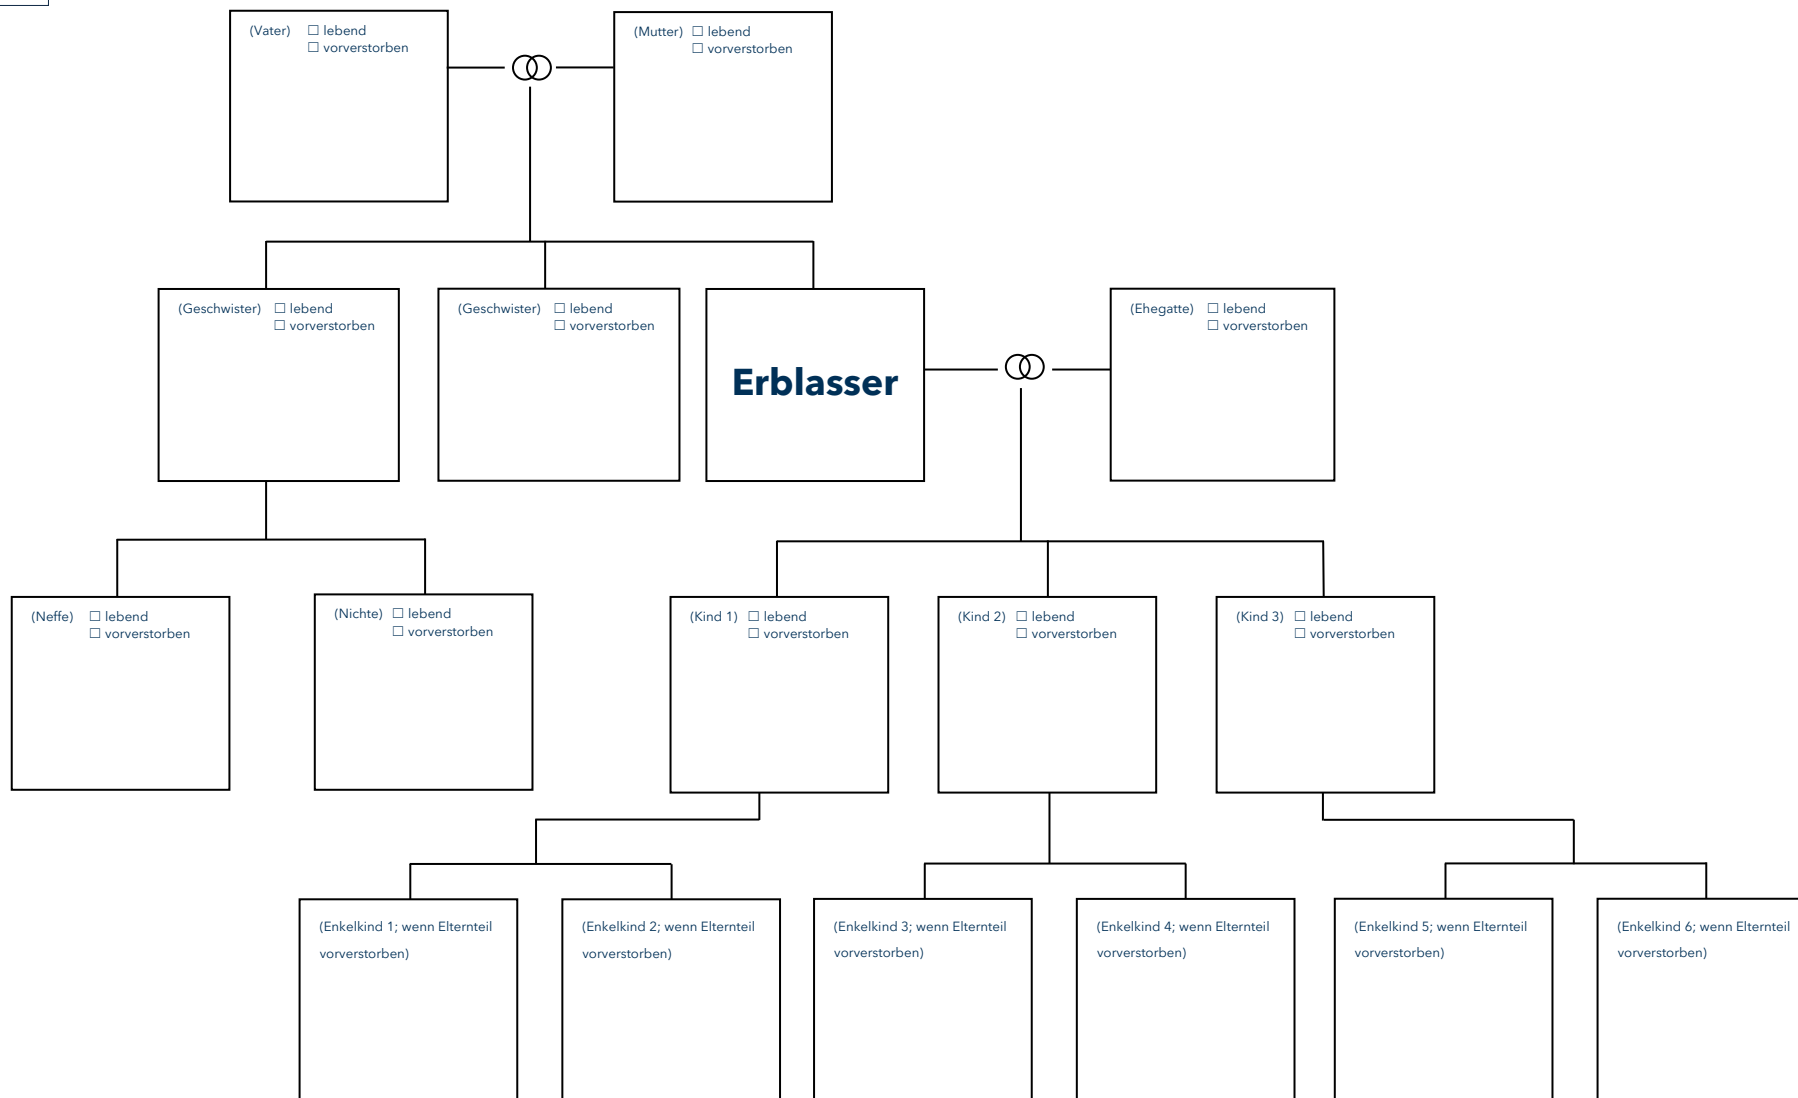 (Vater) ☐ lebend
☐ vorverstorben
(Mutter) ☐ lebend
☐ vorverstorben
(Geschwister) ☐ lebend
☐ vorverstorben
(Geschwister) ☐ lebend
☐ vorverstorben
Erblasser
(Ehegatte) ☐ lebend
☐ vorverstorben
(Neffe) ☐ lebend
☐ vorverstorben
(Nichte) ☐ lebend
☐ vorverstorben
(Kind 1) ☐ lebend
☐ vorverstorben
(Kind 2) ☐ lebend
☐ vorverstorben
(Kind 3) ☐ lebend
☐ vorverstorben
(Enkelkind 1; wenn Elternteil
vorverstorben)
(Enkelkind 2; wenn Elternteil
vorverstorben)
(Enkelkind 3; wenn Elternteil
vorverstorben)
(Enkelkind 4; wenn Elternteil
vorverstorben)
(Enkelkind 5; wenn Elternteil
vorverstorben)
(Enkelkind 6; wenn Elternteil
vorverstorben)